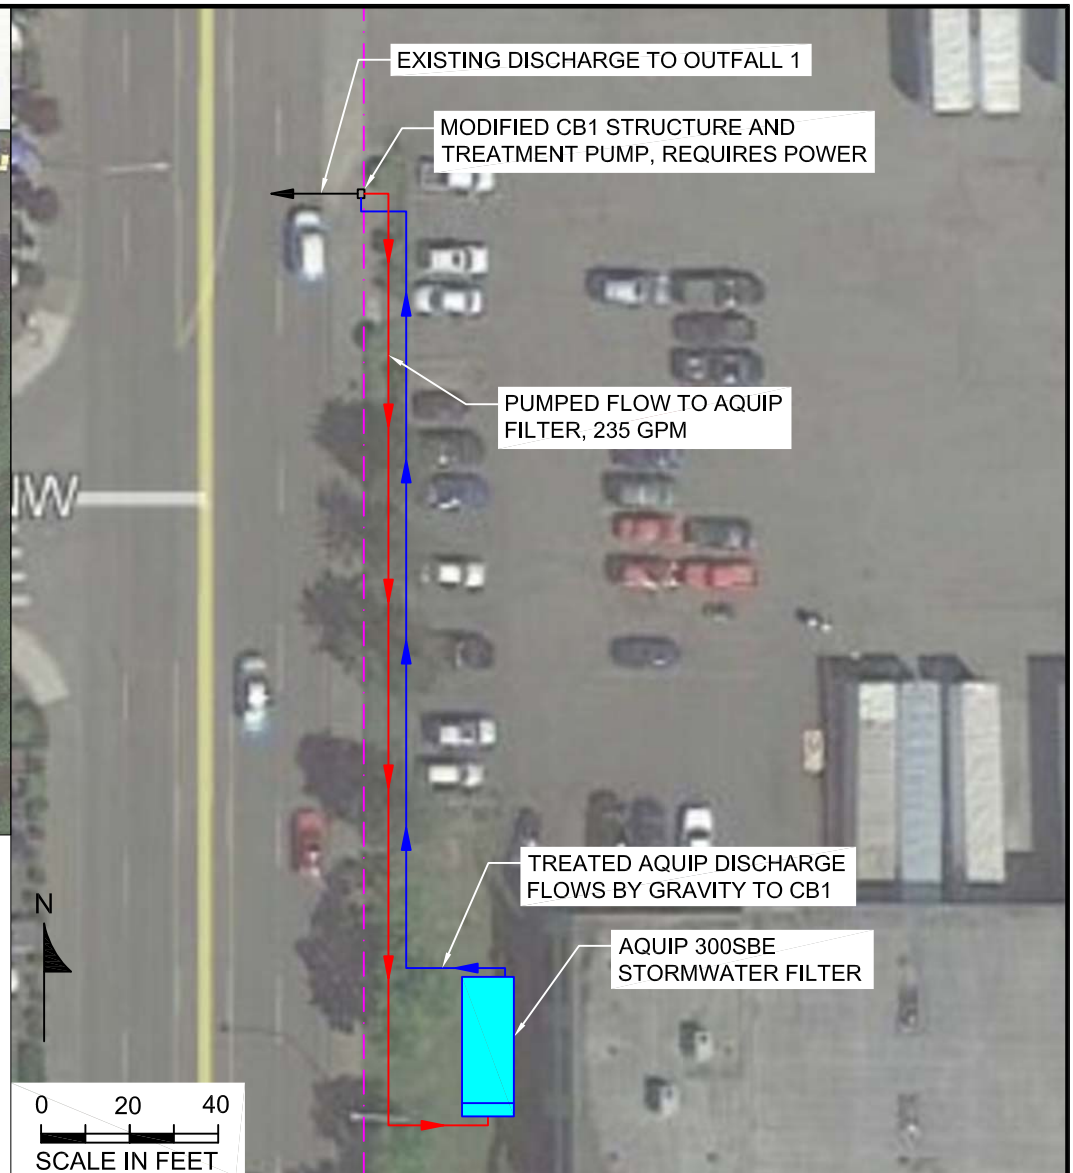 EXISTING DISCHARGE TO OUTFALL 1
MODIFIED CB1 STRUCTURE AND
TREATMENT PUMP, REQUIRES POWER
PUMPED FLOW TO AQUIP
FILTER, 235 GPM
NW
TREATED AQUIP DISCHARGE
FLOWS BY GRAVITY TO CB1
AQUIP 300SBE
STORMWATER FILTER
N
0 20 40
SCALE IN FEET